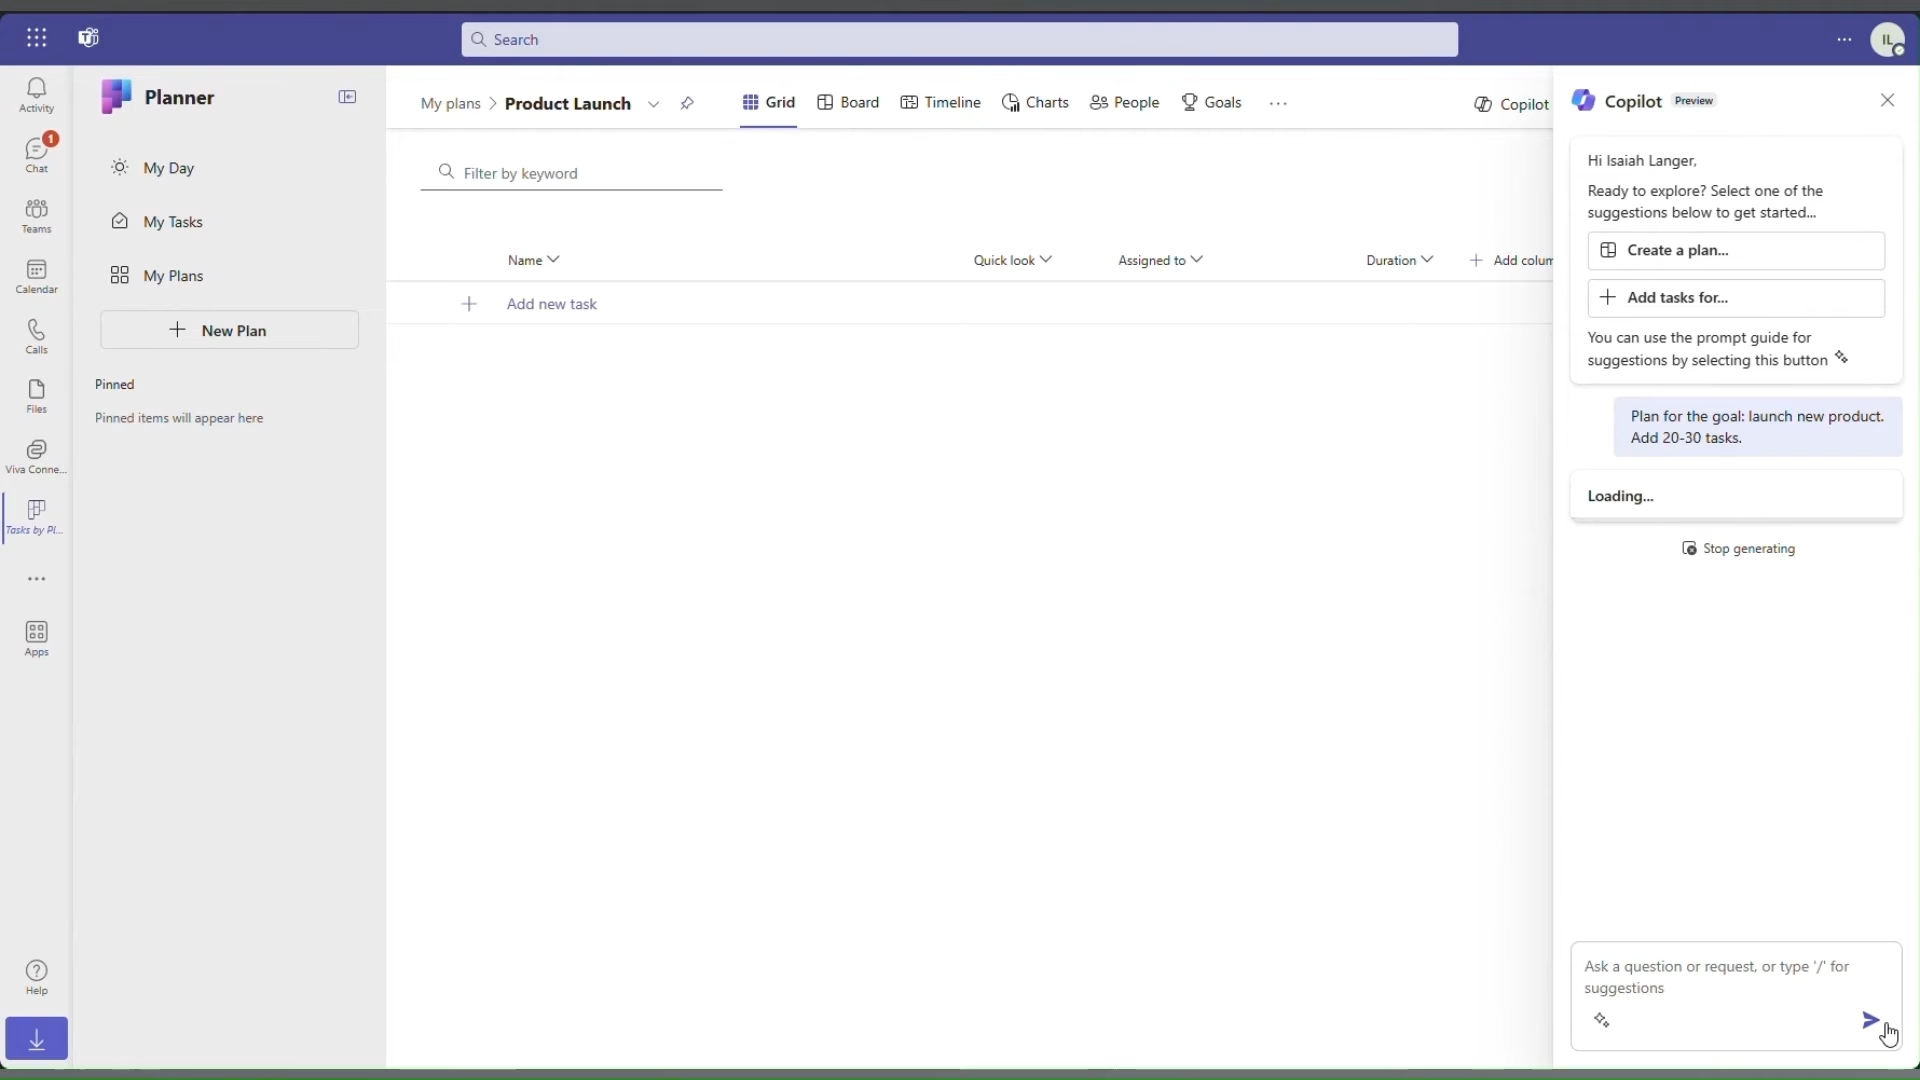 Search
IL
Activity
1
Chat
Teams
Calendar
Calls
Files
Viva Conne...
Tasks by Pl...
Apps
Help
Planner
My Day
My Tasks
My Plans
New Plan
Pinned
Pinned items will appear here
My plans > Product Launch
Grid Board Timeline Charts People Goals
Copilot
Filter by keyword
Name Quick look Assigned to Duration Add colum
Add new task
Copilot Preview
Hi Isaiah Langer,
Ready to explore? Select one of the
suggestions below to get started...
Create a plan...
Add tasks for...
You can use the prompt guide for
suggestions by selecting this button
Plan for the goal: launch new product.
Add 20-30 tasks.
Loading...
Stop generating
Ask a question or request, or type '/' for
suggestions